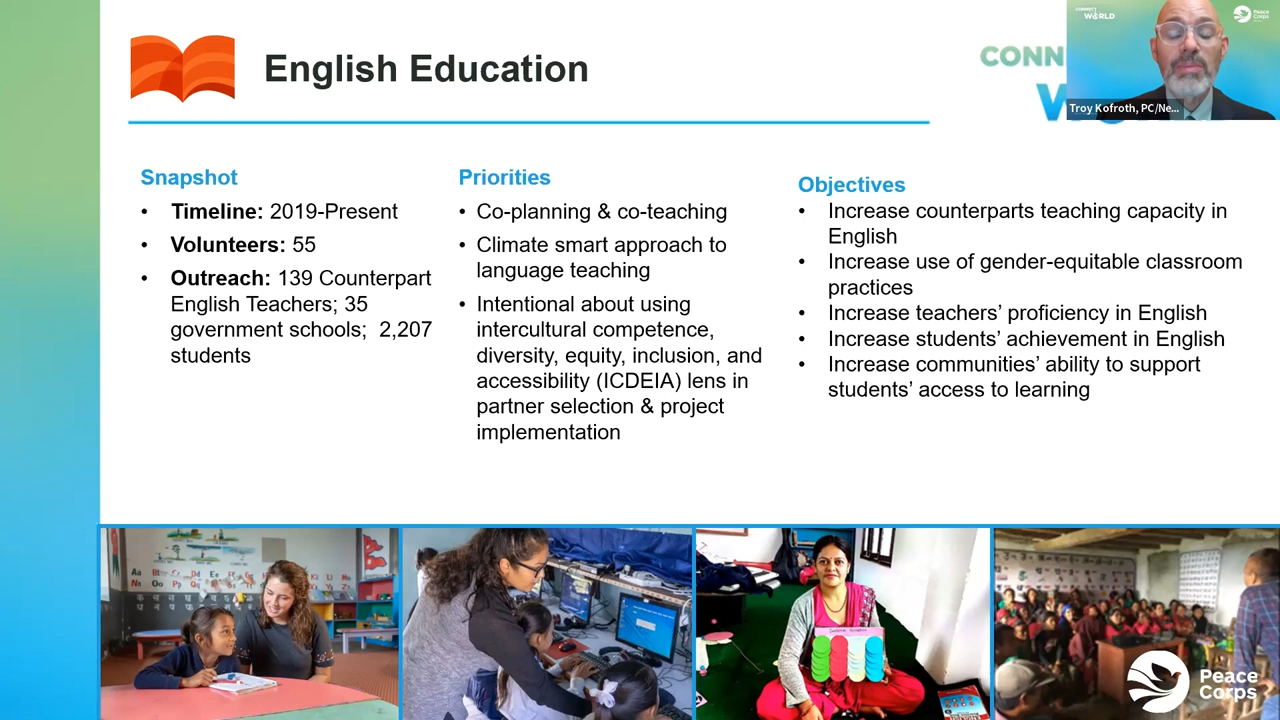 English Education
CONN
W
CONNECT
WORLD
Peace
Corps
Troy Kofroth, PC/Ne...
Snapshot
• Timeline: 2019-Present
• Volunteers: 55
• Outreach: 139 Counterpart
English Teachers; 35
government schools; 2,207
students
Priorities
• Co-planning & co-teaching
• Climate smart approach to
language teaching
• Intentional about using
intercultural competence,
diversity, equity, inclusion, and
accessibility (ICDEIA) lens in
partner selection & project
implementation
Objectives
• Increase counterparts teaching capacity in
English
• Increase use of gender-equitable classroom
practices
• Increase teachers’ proficiency in English
• Increase students’ achievement in English
• Increase communities’ ability to support
students’ access to learning
Peace
Corps